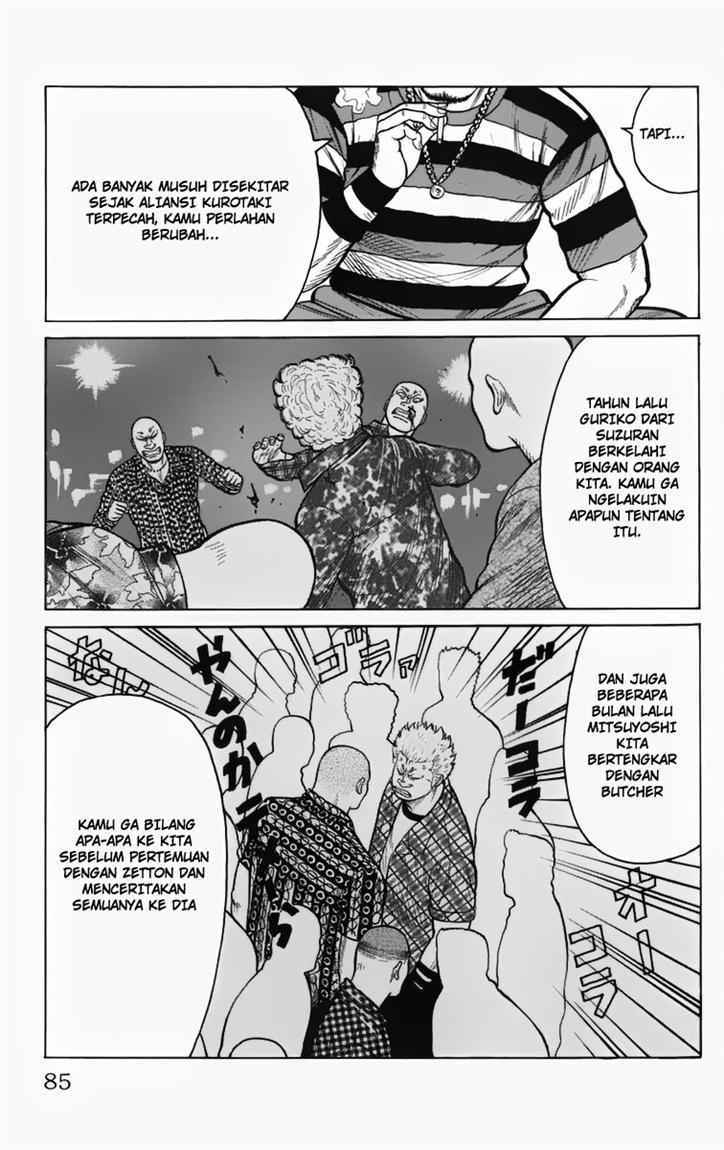 TAPI...
ADA BANYAK MUSUH DISEKITAR
SEJAK ALIANSI KUROTAKI
TERPECAH, KAMU PERLAHAN
BERUBAH...
TAHUN LALU
GURIKO DARI
SUZURAN
BERKELAHI
DENGAN ORANG
KITA. KAMU GA
NGELAKUIN
APAPUN TENTANG
ITU.
DAN JUGA
BEBERAPA
BULAN LALU
MITSUYOSHI
KITA
BERTENGKAR
DENGAN
BUTCHER
だーコラ
ゴラァ
やんのかテメーら
オーコラ
KAMU GA BILANG
APA-APA KE KITA
SEBELUM PERTEMUAN
DENGAN ZETTON DAN
MENCERITAKAN
SEMUANYA KE DIA
85